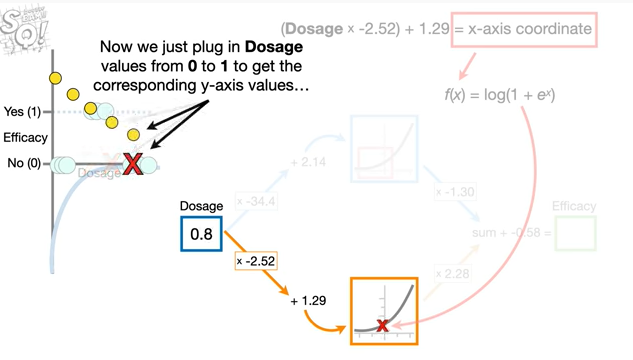 SQ!
(Dosage x -2.52) + 1.29 = x-axis coordinate
Now we just plug in Dosage
values from 0 to 1 to get the
corresponding y-axis values…
f(x) = log(1 + eˣ)
Yes (1)
Efficacy
No (0)
Dosage
+ 2.14
x -34.4
x -1.30
Dosage
0.8
Efficacy
sum + -0.58 =
x -2.52
x 2.28
+ 1.29